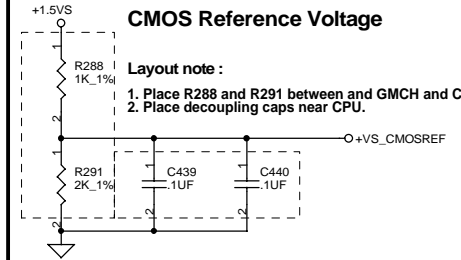 +1.5VS
CMOS Reference Voltage
1
R288
1K_1%
2
Layout note :
1. Place R288 and R291 between and GMCH and C
2. Place decoupling caps near CPU.
+VS_CMOSREF
1
R291
2K_1%
2
1
C439
.1UF
2
1
C440
.1UF
2